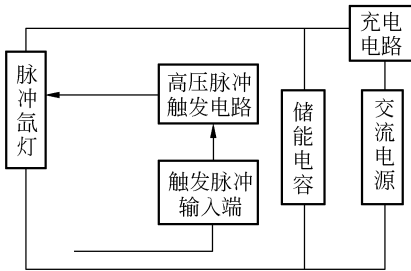 充电
电路
脉
冲
氙
灯
高压脉冲
触发电路
储
能
电
容
交
流
电
源
触发脉冲
输入端